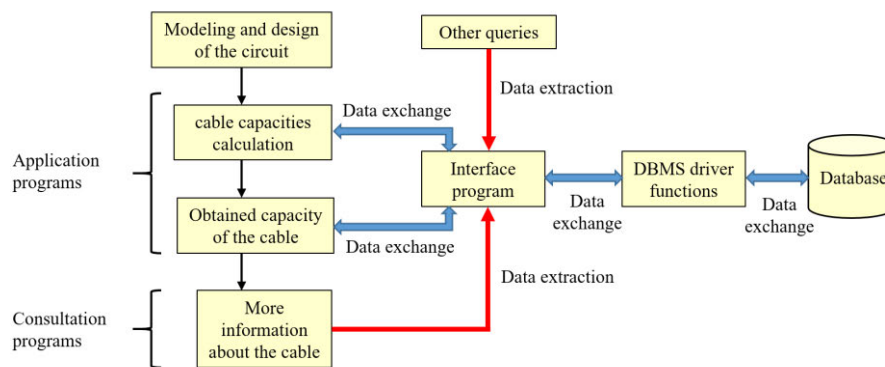 Modeling and design
of the circuit
Other queries
Data extraction
Application
programs
cable capacities
calculation
Data exchange
Interface
program
DBMS driver
functions
Database
Data
exchange
Data
exchange
Obtained capacity
of the cable
Data exchange
Data extraction
Consultation
programs
More
information
about the cable